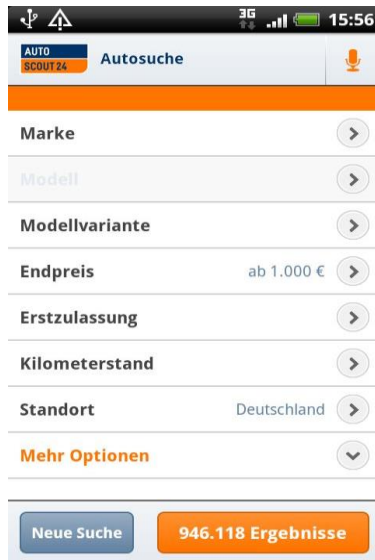 3G 15:56
AUTO
SCOUT24
Autosuche
Marke
Modell
Modellvariante
Endpreis ab 1.000 €
Erstzulassung
Kilometerstand
Standort Deutschland
Mehr Optionen
Neue Suche 946.118 Ergebnisse